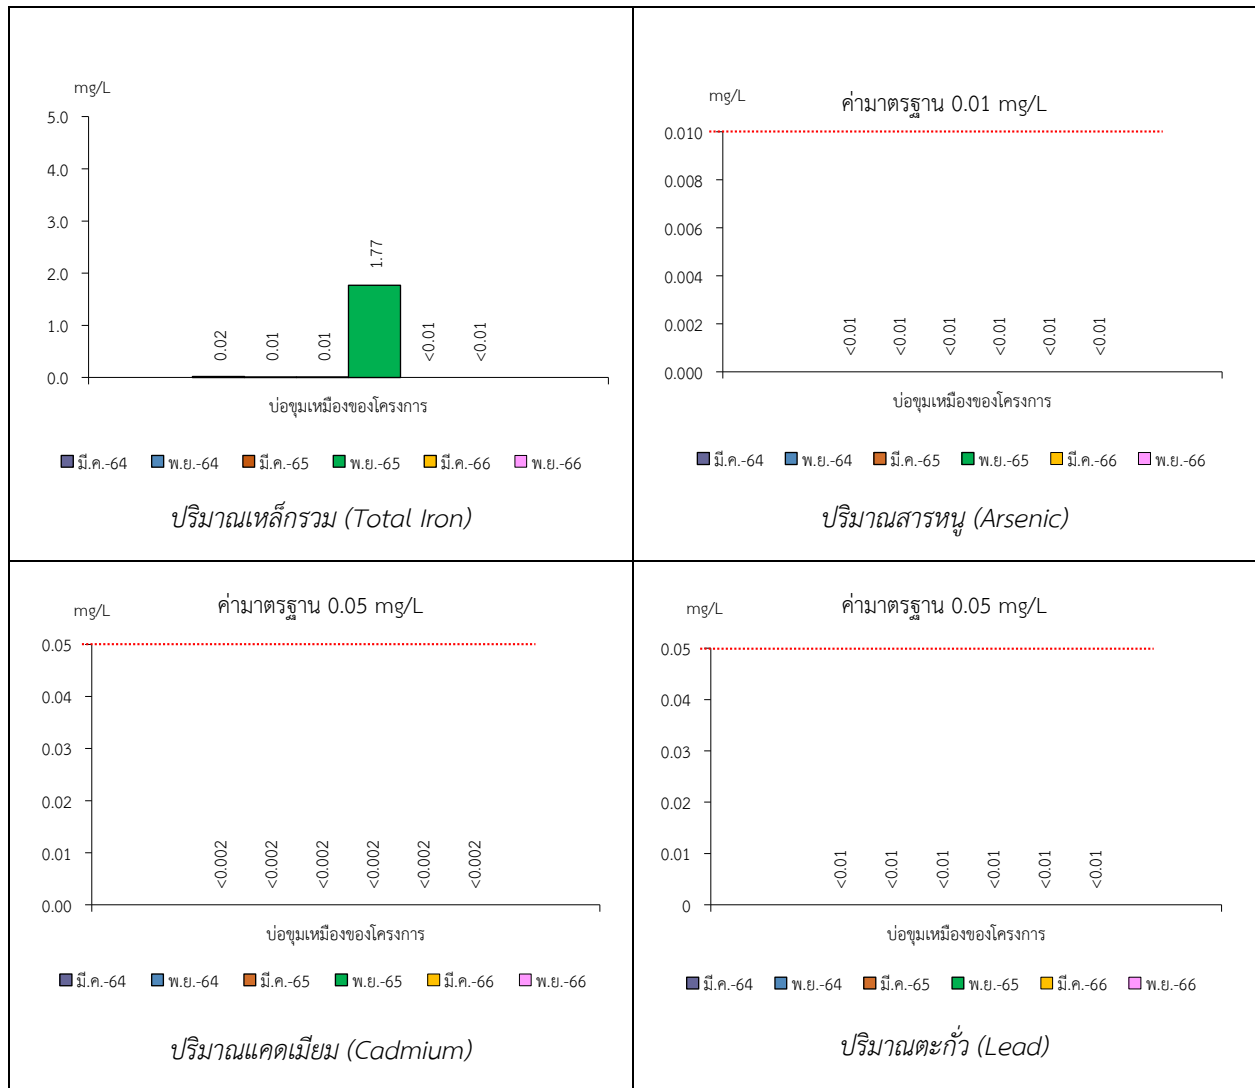 mg/L
5.0
4.0
3.0
2.0
1.0
0.0
0.02
0.01
0.01
1.77
<0.01
<0.01
บ่อขุมเหมืองของโครงการ
มี.ค.-64 พ.ย.-64 มี.ค.-65 พ.ย.-65 มี.ค.-66 พ.ย.-66
ปริมาณเหล็กรวม (Total Iron)
mg/L
ค่ามาตรฐาน 0.01 mg/L
0.010
0.008
0.006
0.004
0.002
0.000
<0.01
<0.01
<0.01
<0.01
<0.01
<0.01
บ่อขุมเหมืองของโครงการ
มี.ค.-64 พ.ย.-64 มี.ค.-65 พ.ย.-65 มี.ค.-66 พ.ย.-66
ปริมาณสารหนู (Arsenic)
mg/L
ค่ามาตรฐาน 0.05 mg/L
0.05
0.04
0.03
0.02
0.01
0.00
<0.002
<0.002
<0.002
<0.002
<0.002
<0.002
บ่อขุมเหมืองของโครงการ
มี.ค.-64 พ.ย.-64 มี.ค.-65 พ.ย.-65 มี.ค.-66 พ.ย.-66
ปริมาณแคดเมียม (Cadmium)
mg/L
ค่ามาตรฐาน 0.05 mg/L
0.05
0.04
0.03
0.02
0.01
0
<0.01
<0.01
<0.01
<0.01
<0.01
<0.01
บ่อขุมเหมืองของโครงการ
มี.ค.-64 พ.ย.-64 มี.ค.-65 พ.ย.-65 มี.ค.-66 พ.ย.-66
ปริมาณตะกั่ว (Lead)